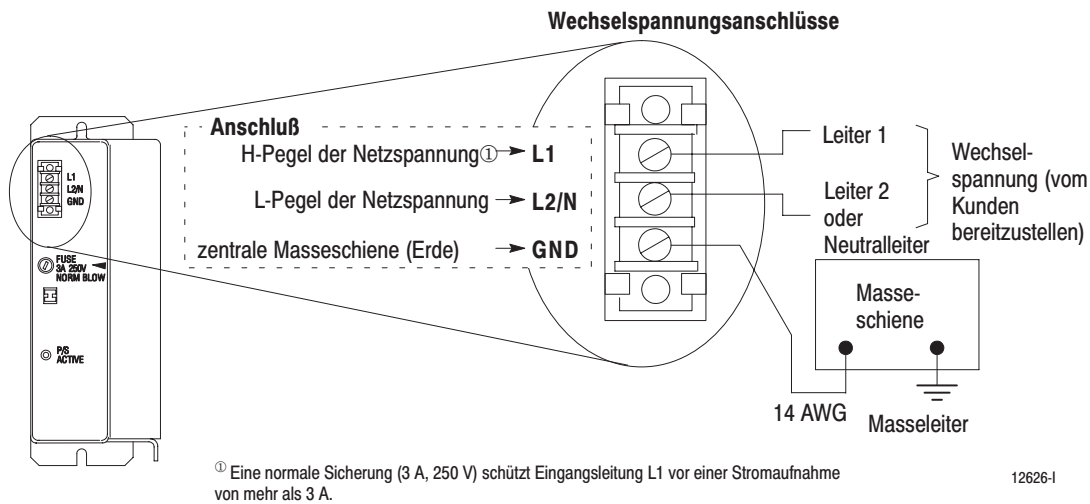 Wechselspannungsanschlüsse
Anschluß
H-Pegel der Netzspannung① L1
L-Pegel der Netzspannung L2/N
zentrale Masseschiene (Erde) GND
Leiter 1
Leiter 2
oder
Neutralleiter
Wechsel-
spannung (vom
Kunden
bereitzustellen)
Masse-
schiene
14 AWG
Masseleiter
L1
L2/N
GND
FUSE
3A 250V
NORM BLOW
P/S
ACTIVE
① Eine normale Sicherung (3 A, 250 V) schützt Eingangsleitung L1 vor einer Stromaufnahme
von mehr als 3 A.
12626-I